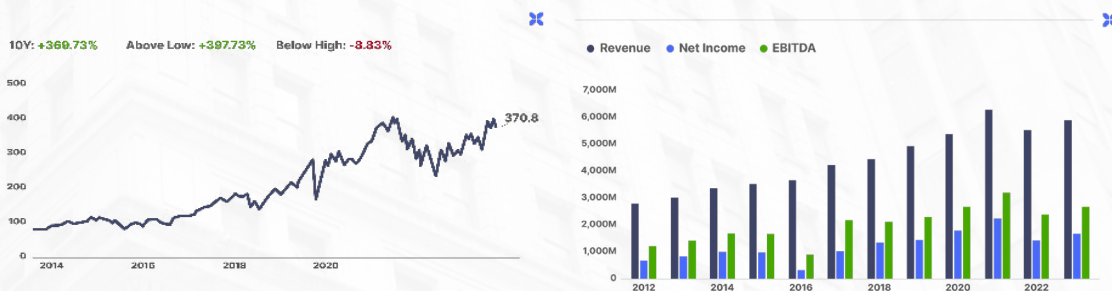 10Y: +369.73% Above Low: +397.73% Below High: -8.83%
500
400
370.8
300
200
100
0
2014 2016 2018 2020
Revenue Net Income EBITDA
7,000M
6,000M
5,000M
4,000M
3,000M
2,000M
1,000M
0
2012 2014 2016 2018 2020 2022